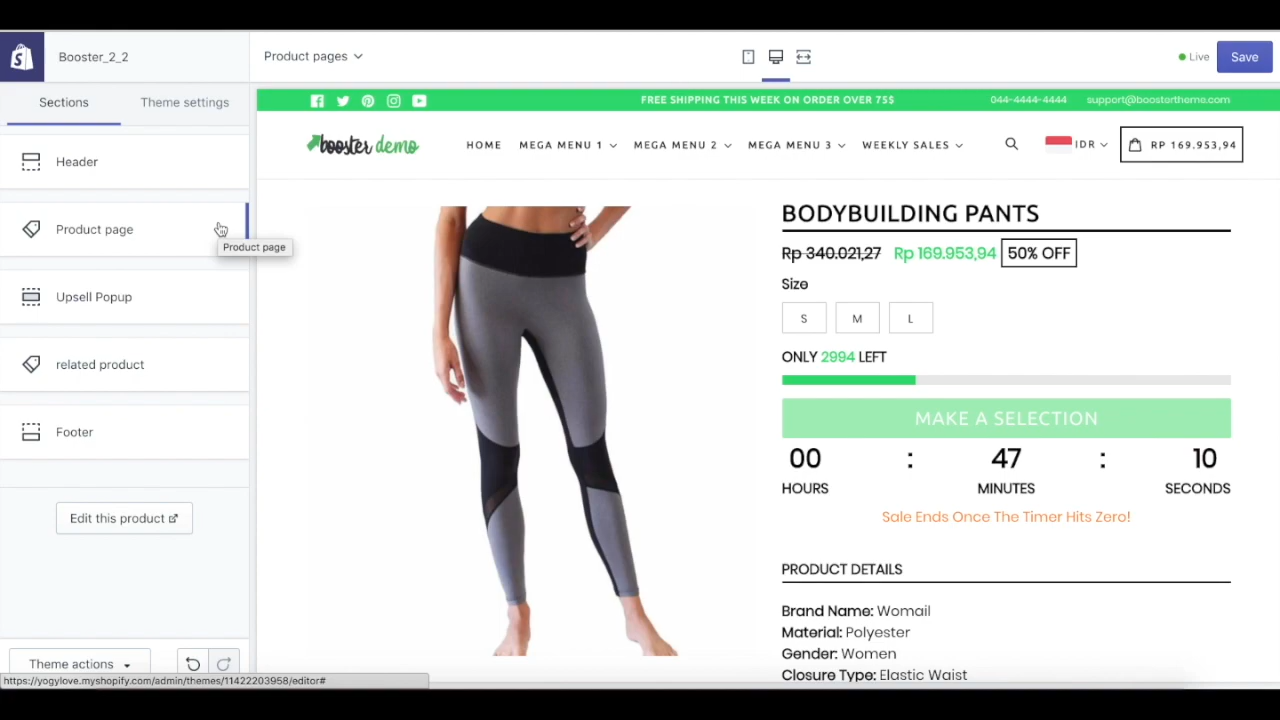 Booster_2_2
Product pages
Live
Save
Sections
Theme settings
Header
Product page
Product page
Upsell Popup
related product
Footer
Edit this product
Theme actions
https://yogylove.myshopify.com/admin/themes/11422203958/editor#
FREE SHIPPING THIS WEEK ON ORDER OVER 75$
044-4444-4444
support@boostertheme.com
booster demo
HOME
MEGA MENU 1
MEGA MENU 2
MEGA MENU 3
WEEKLY SALES
IDR
RP 169.953,94
BODYBUILDING PANTS
Rp 340.021,27 Rp 169.953,94 50% OFF
Size
S M L
ONLY 2994 LEFT
MAKE A SELECTION
00 : 47 : 10
HOURS MINUTES SECONDS
Sale Ends Once The Timer Hits Zero!
PRODUCT DETAILS
Brand Name: Womail
Material: Polyester
Gender: Women
Closure Type: Elastic Waist